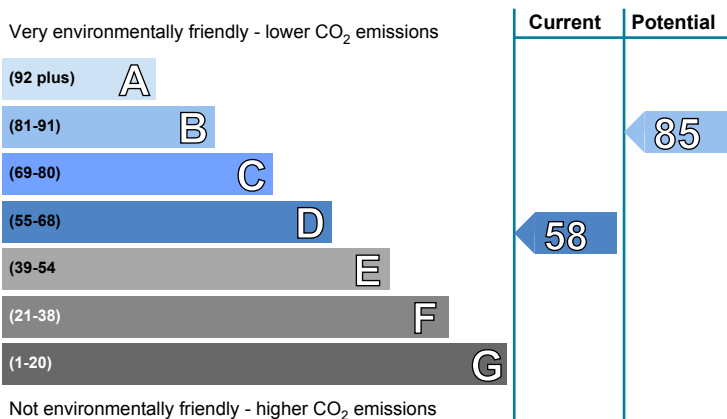 Very environmentally friendly - lower CO2 emissions
Current
Potential
(92 plus) A
(81-91) B
85
(69-80) C
(55-68) D
58
(39-54 E
(21-38) F
(1-20) G
Not environmentally friendly - higher CO2 emissions